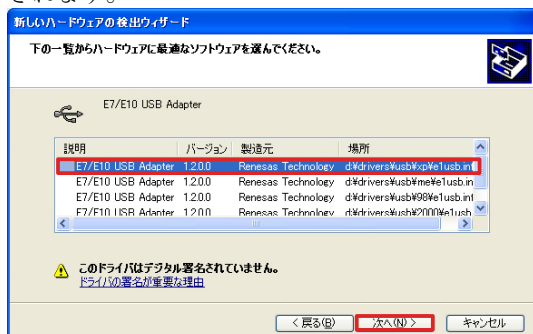 されます。
新しいハードウェアの検出ウィザード
下の一覧からハードウェアに最適なソフトウェアを選んでください。
E7/E10 USB Adapter
説明 バージョン 製造元 場所
E7/E10 USB Adapter 1.2.0.0 Renesas Technology d:¥drivers¥usb¥xp¥e1usb.inf
E7/E10 USB Adapter 1.2.0.0 Renesas Technology d:¥drivers¥usb¥me¥e1usb.in
E7/E10 USB Adapter 1.2.0.0 Renesas Technology d:¥drivers¥usb¥98¥e1usb.inf
E7/E10 USB Adapter 1.2.0.0 Renesas Technology d:¥drivers¥usb¥2000¥e1usb
このドライバはデジタル署名されていません。
ドライバの署名が重要な理由
< 戻る(B) 次へ(N) > キャンセル